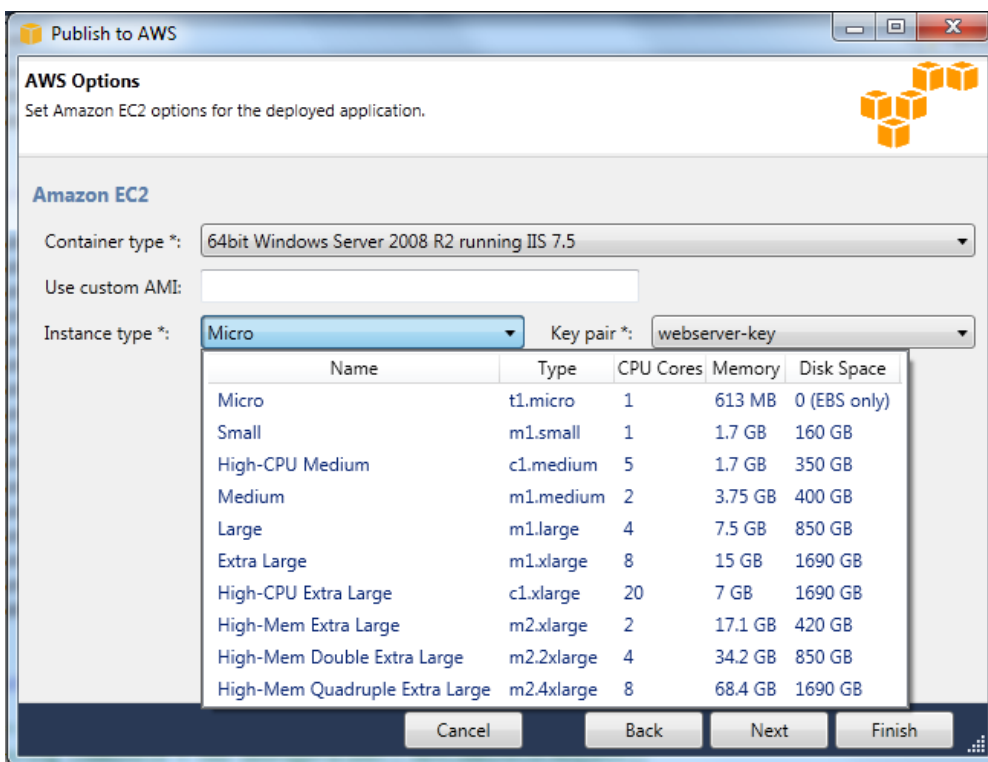 Publish to AWS
AWS Options
Set Amazon EC2 options for the deployed application.
Amazon EC2
Container type *: 64bit Windows Server 2008 R2 running IIS 7.5
Use custom AMI:
Instance type *: Micro Key pair *: webserver-key
Name Type CPU Cores Memory Disk Space
Micro t1.micro 1 613 MB 0 (EBS only)
Small m1.small 1 1.7 GB 160 GB
High-CPU Medium c1.medium 5 1.7 GB 350 GB
Medium m1.medium 2 3.75 GB 400 GB
Large m1.large 4 7.5 GB 850 GB
Extra Large m1.xlarge 8 15 GB 1690 GB
High-CPU Extra Large c1.xlarge 20 7 GB 1690 GB
High-Mem Extra Large m2.xlarge 2 17.1 GB 420 GB
High-Mem Double Extra Large m2.2xlarge 4 34.2 GB 850 GB
High-Mem Quadruple Extra Large m2.4xlarge 8 68.4 GB 1690 GB
Cancel Back Next Finish